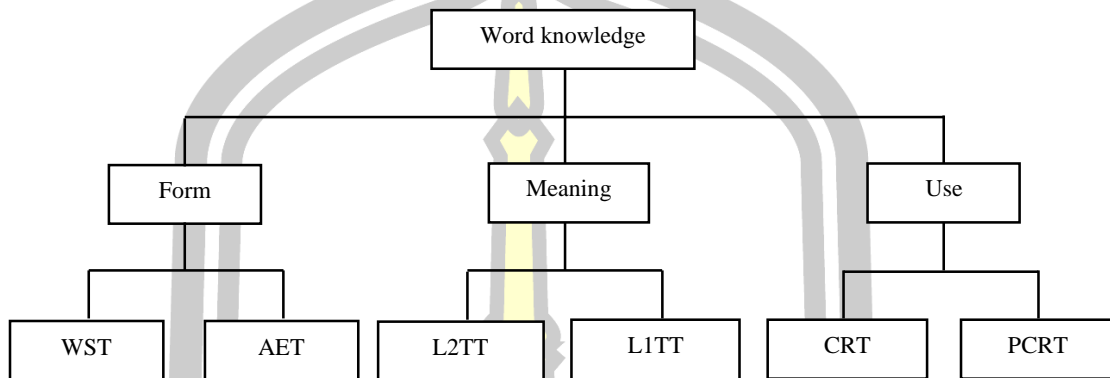 Word knowledge
Form
Meaning
Use
WST
AET
L2TT
L1TT
CRT
PCRT